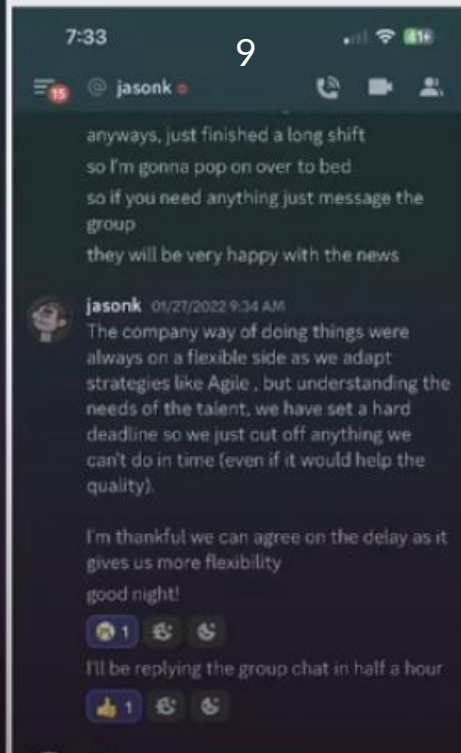 7:33
9
41
15
@ jasonk
anyways, just finished a long shift
so I'm gonna pop on over to bed
so if you need anything just message the
group
they will be very happy with the news
jasonk 01/27/2022 9:34 AM
The company way of doing things were
always on a flexible side as we adapt
strategies like Agile , but understanding the
needs of the talent, we have set a hard
deadline so we just cut off anything we
can't do in time (even if it would help the
quality).
I'm thankful we can agree on the delay as it
gives us more flexibility
good night!
1
I'll be replying the group chat in half a hour
1